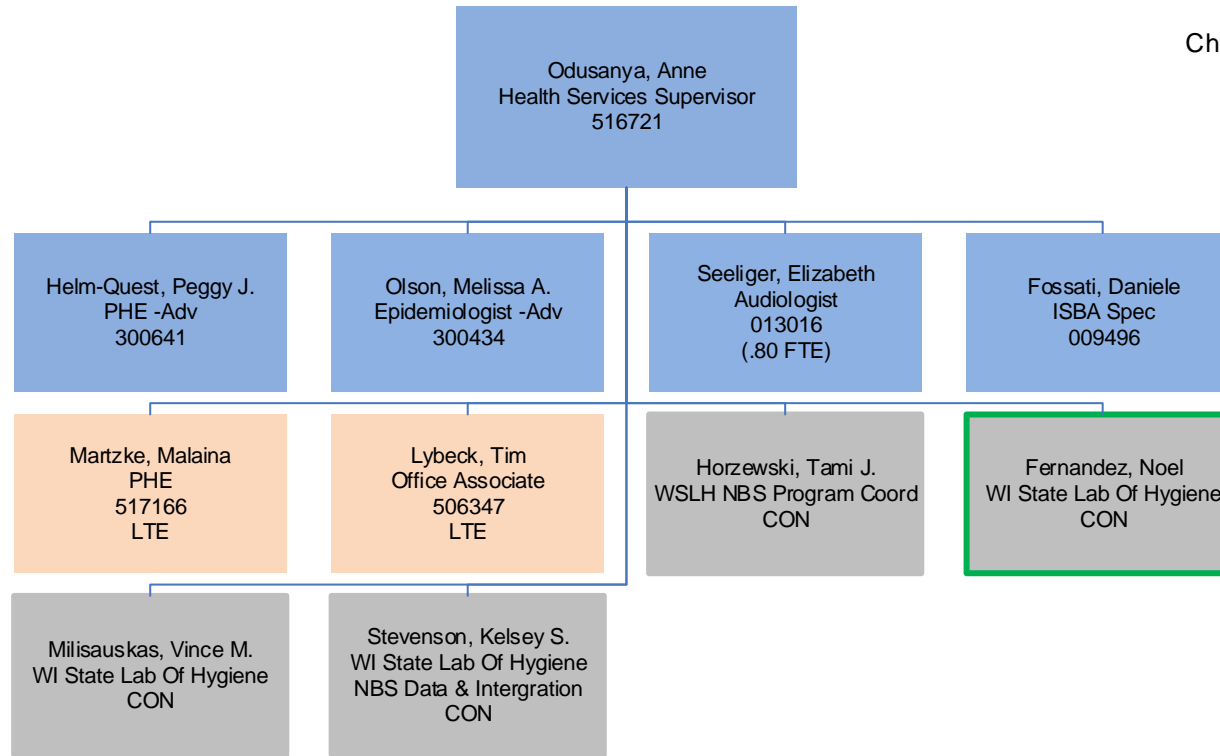 Ch
Odusanya, Anne
Health Services Supervisor
516721
Helm-Quest, Peggy J.
PHE -Adv
300641
Olson, Melissa A.
Epidemiologist -Adv
300434
Seeliger, Elizabeth
Audiologist
013016
(.80 FTE)
Fossati, Daniele
ISBA Spec
009496
Martzke, Malaina
PHE
517166
LTE
Lybeck, Tim
Office Associate
506347
LTE
Horzewski, Tami J.
WSLH NBS Program Coord
CON
Fernandez, Noel
WI State Lab Of Hygiene
CON
Milisauskas, Vince M.
WI State Lab Of Hygiene
CON
Stevenson, Kelsey S.
WI State Lab Of Hygiene
NBS Data & Intergration
CON